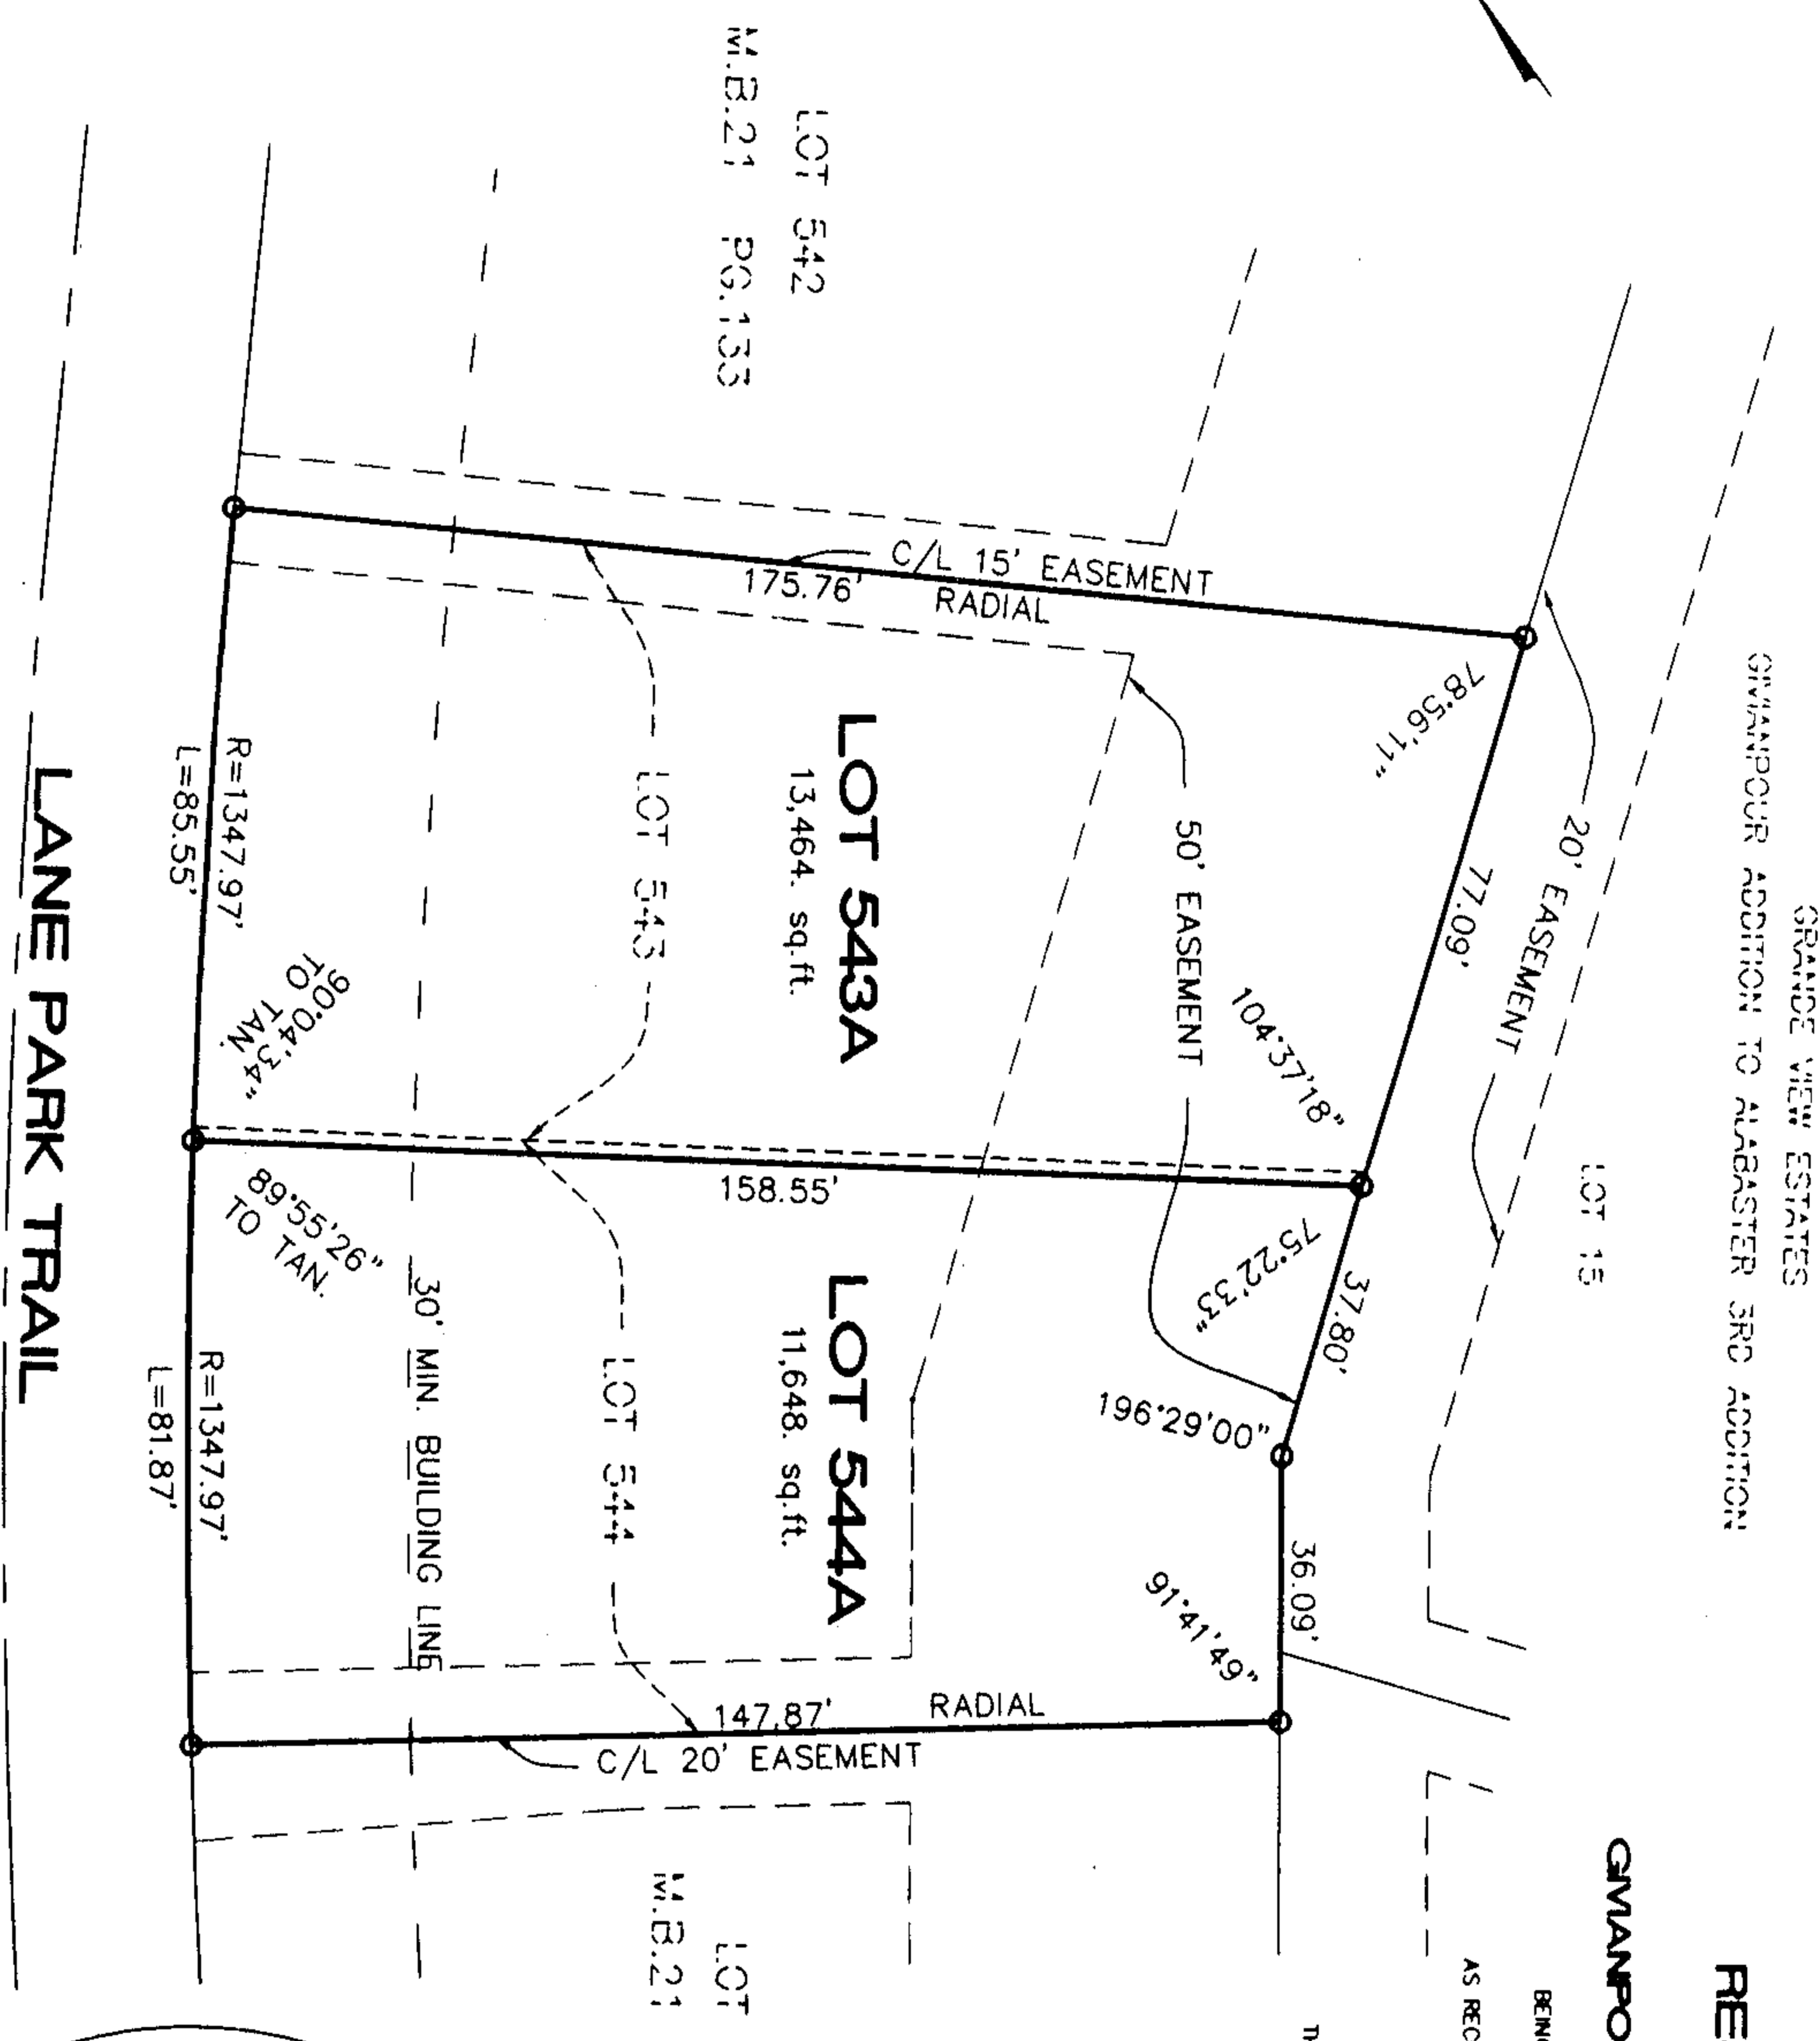 GRANDE VIEW ESTATES
GIVIANPOUR ADDITION TO ALABASTER 3RD ADDITION
LOT 15
20' EASEMENT
77.09'
78°56'11"
104°37'18"
37.80'
75°22'33"
196°29'00"
36.09'
91°41'49"
50' EASEMENT
C/L 15' EASEMENT
175.76'
RADIAL
LOT 542
M.B.21 PG.133
LOT 543A
13,464. sq.ft.
LOT 543
158.55'
LOT 544A
11,648. sq.ft.
LOT 544
RADIAL
147.87'
C/L 20' EASEMENT
LOT
M.B.21
30' MIN. BUILDING LINE
90°04'34"
TO TAN.
89°55'26"
TO TAN.
R=1347.97'
L=85.55'
R=1347.97'
L=81.87'
LANE PARK TRAIL
RE
GIVIANPO
BEIN
AS REC